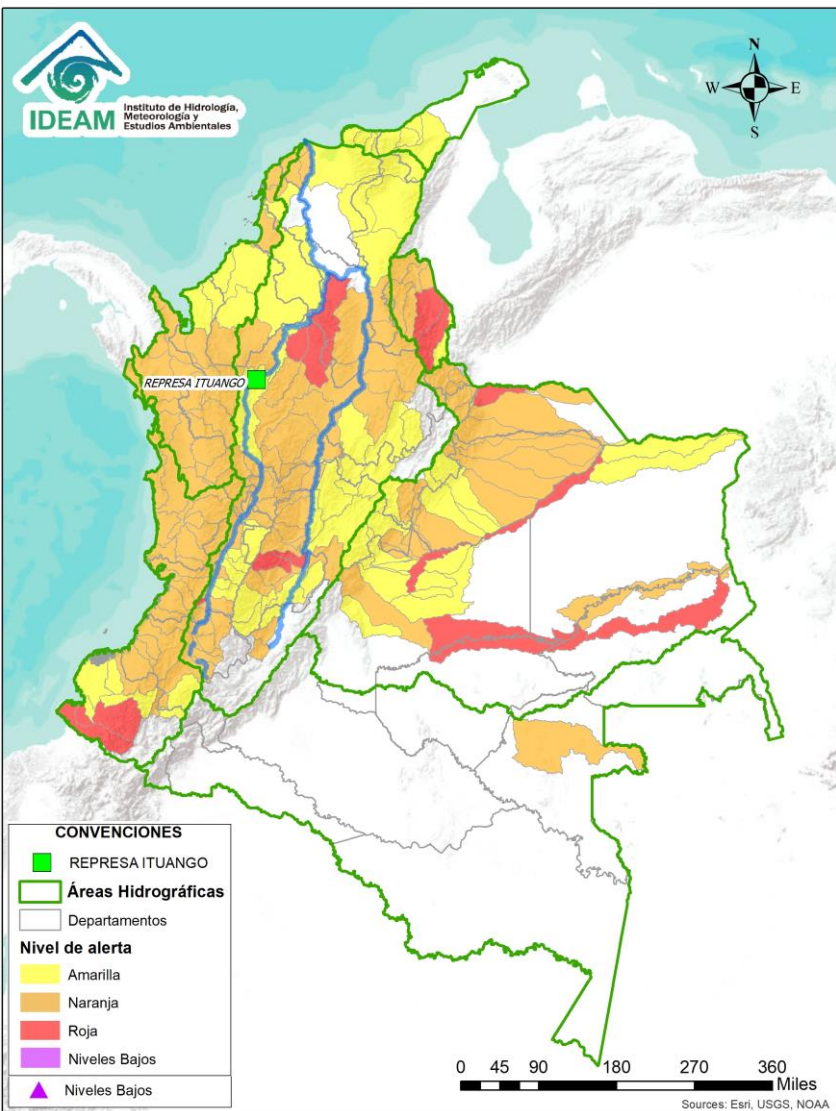 IDEAM
Instituto de Hidrología,
Meteorología y
Estudios Ambientales
N
W
E
S
REPRESA ITUANGO
CONVENCIONES
REPRESA ITUANGO
Áreas Hidrográficas
Departamentos
Nivel de alerta
Amarilla
Naranja
Roja
Niveles Bajos
Niveles Bajos
0 45 90 180 270 360
Miles
Sources: Esri, USGS, NOAA